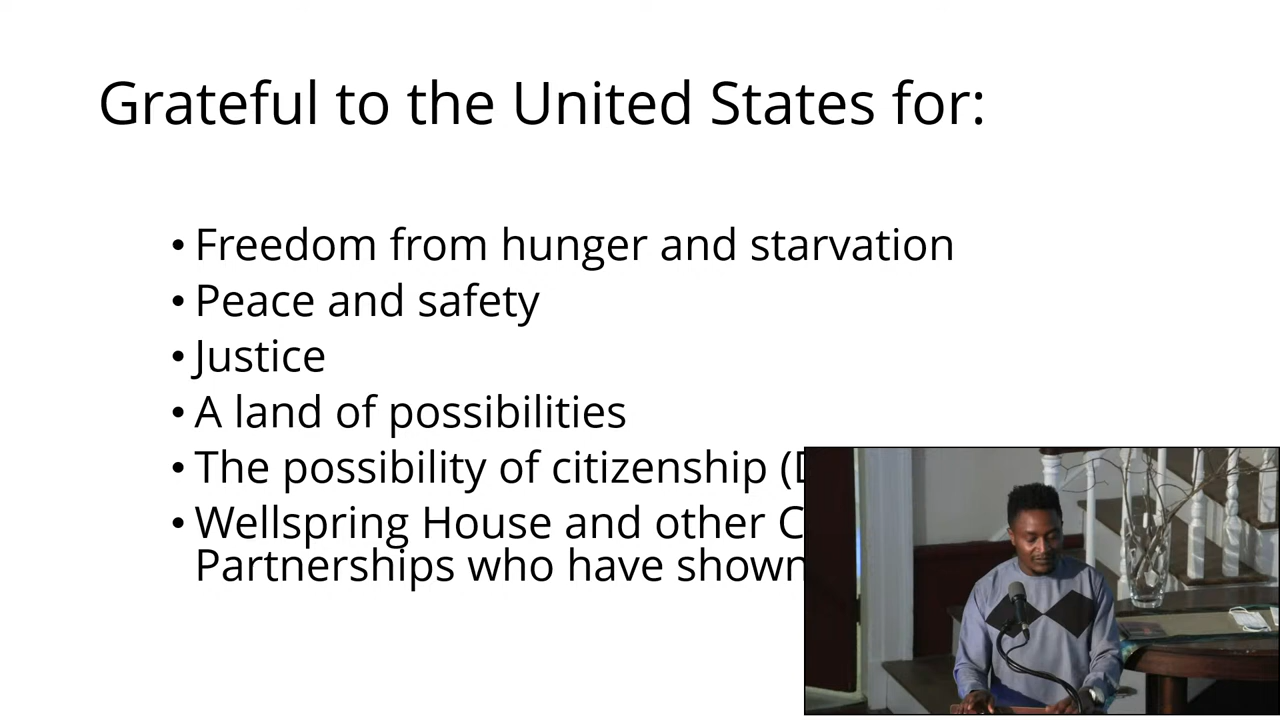 Grateful to the United States for:
• Freedom from hunger and starvation
• Peace and safety
• Justice
• A land of possibilities
• The possibility of citizenship (
• Wellspring House and other
Partnerships who have shown